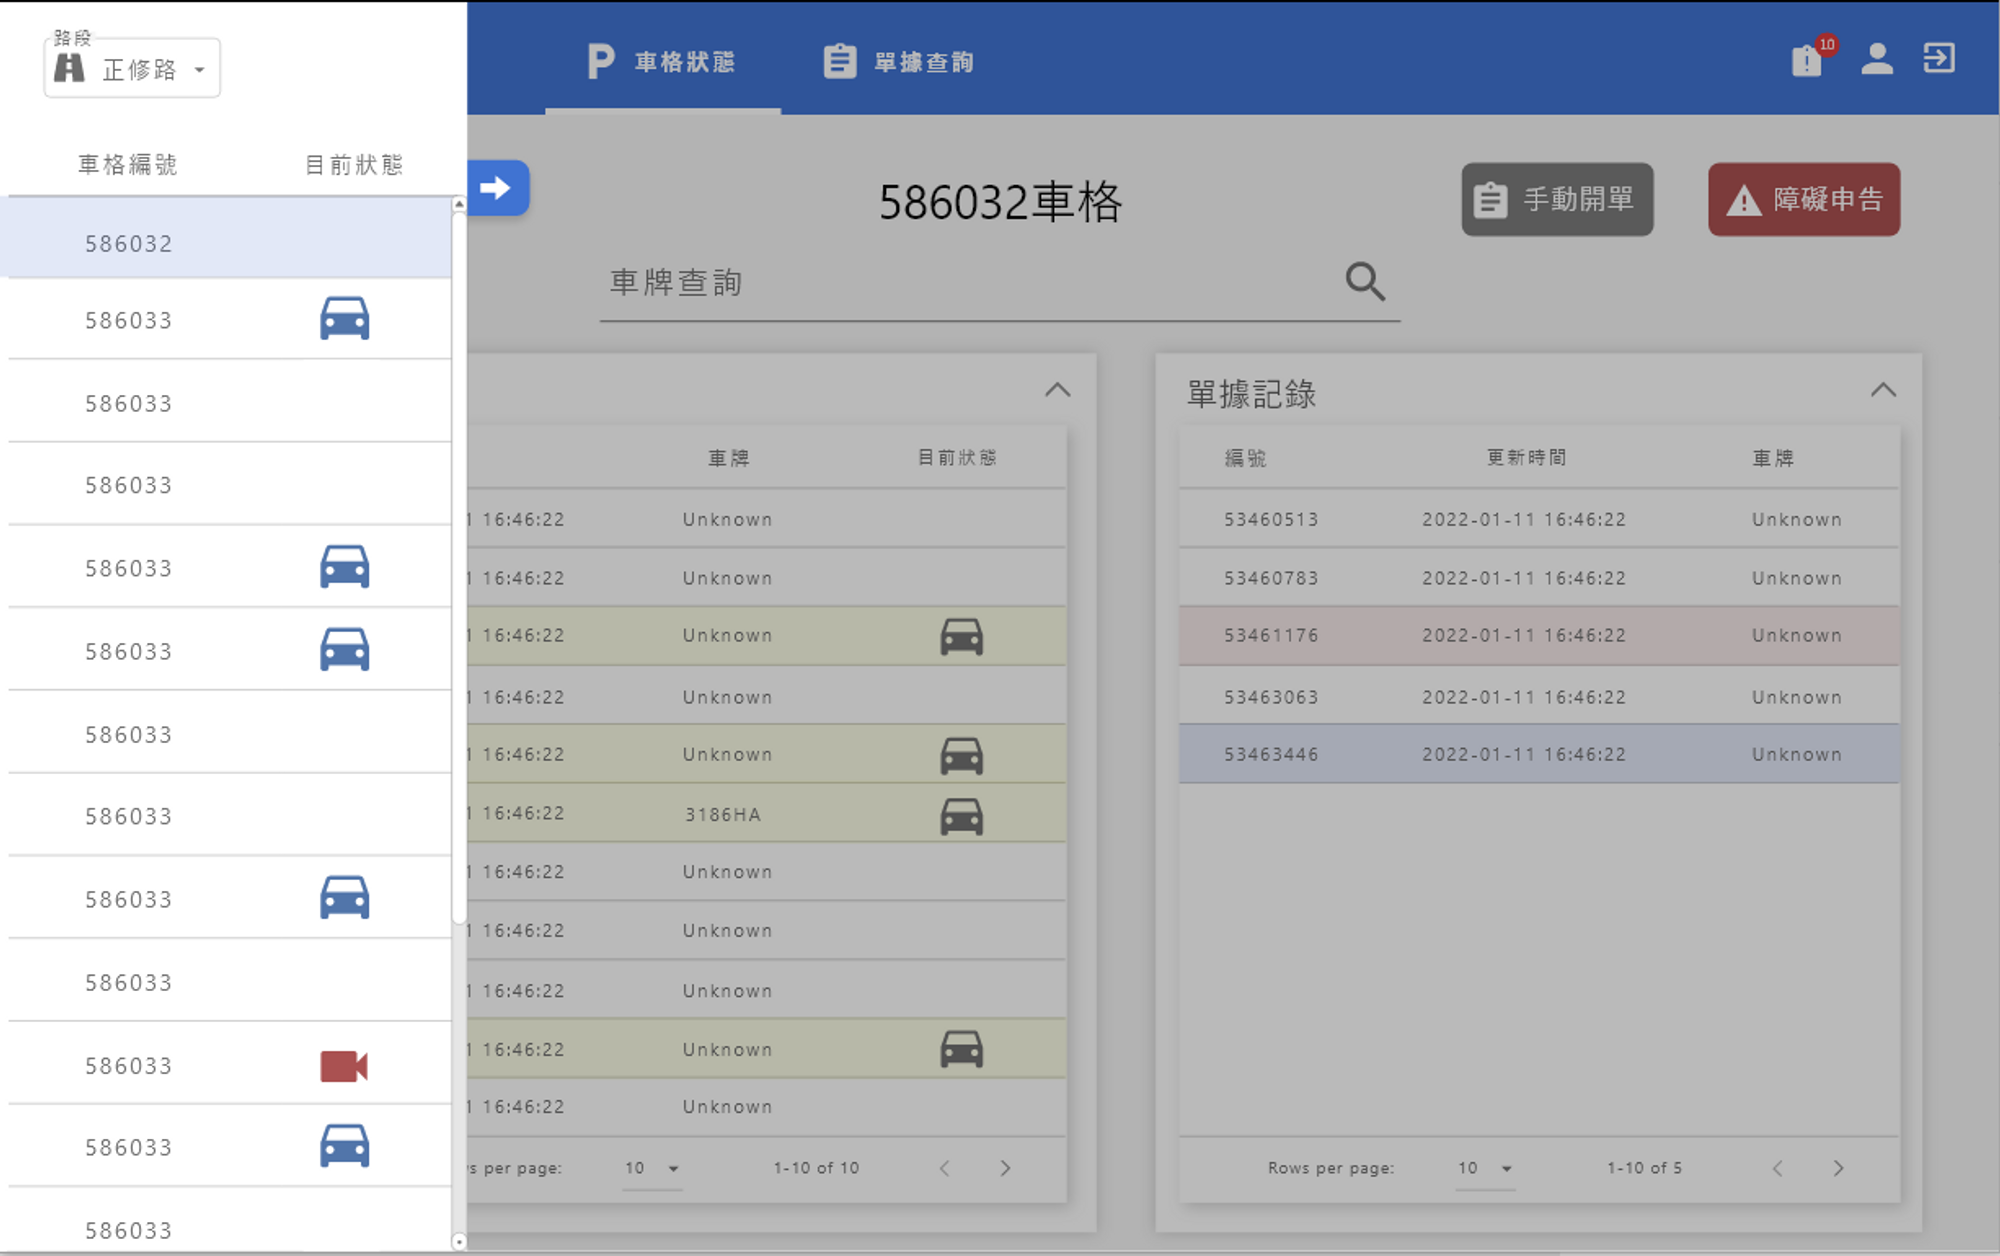 路段
正修路
車格編號 目前狀態
586032
586033
586033
586033
586033
586033
586033
586033
586033
586033
586033
586033
586033
車格狀態 單據查詢 10
586032車格
手動開單 障礙申告
車牌查詢
車牌 目前狀態
1 16:46:22 Unknown
1 16:46:22 Unknown
1 16:46:22 Unknown
1 16:46:22 Unknown
1 16:46:22 Unknown
1 16:46:22 3186HA
1 16:46:22 Unknown
1 16:46:22 Unknown
1 16:46:22 Unknown
1 16:46:22 Unknown
1 16:46:22 Unknown
s per page: 10 1-10 of 10
單據記錄
編號 更新時間 車牌
53460513 2022-01-11 16:46:22 Unknown
53460783 2022-01-11 16:46:22 Unknown
53461176 2022-01-11 16:46:22 Unknown
53463063 2022-01-11 16:46:22 Unknown
53463446 2022-01-11 16:46:22 Unknown
Rows per page: 10 1-10 of 5